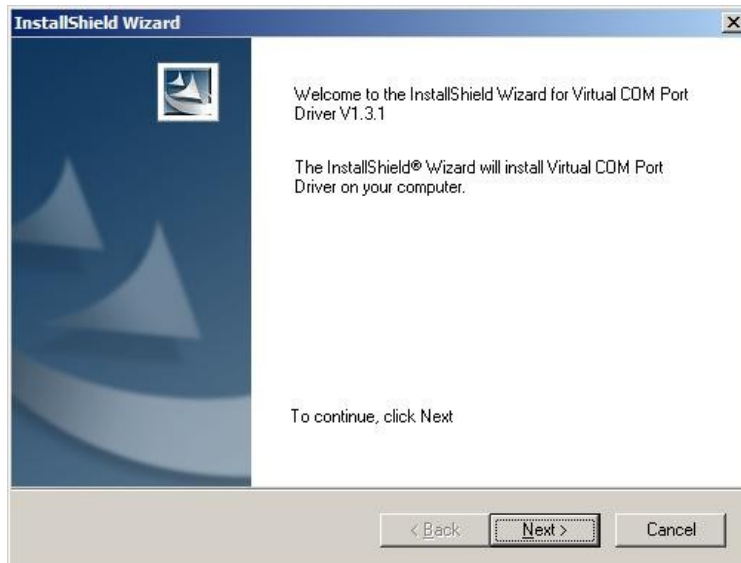 InstallShield Wizard
Welcome to the InstallShield Wizard for Virtual COM Port
Driver V1.3.1
The InstallShield® Wizard will install Virtual COM Port
Driver on your computer.
To continue, click Next
< Back
Next >
Cancel